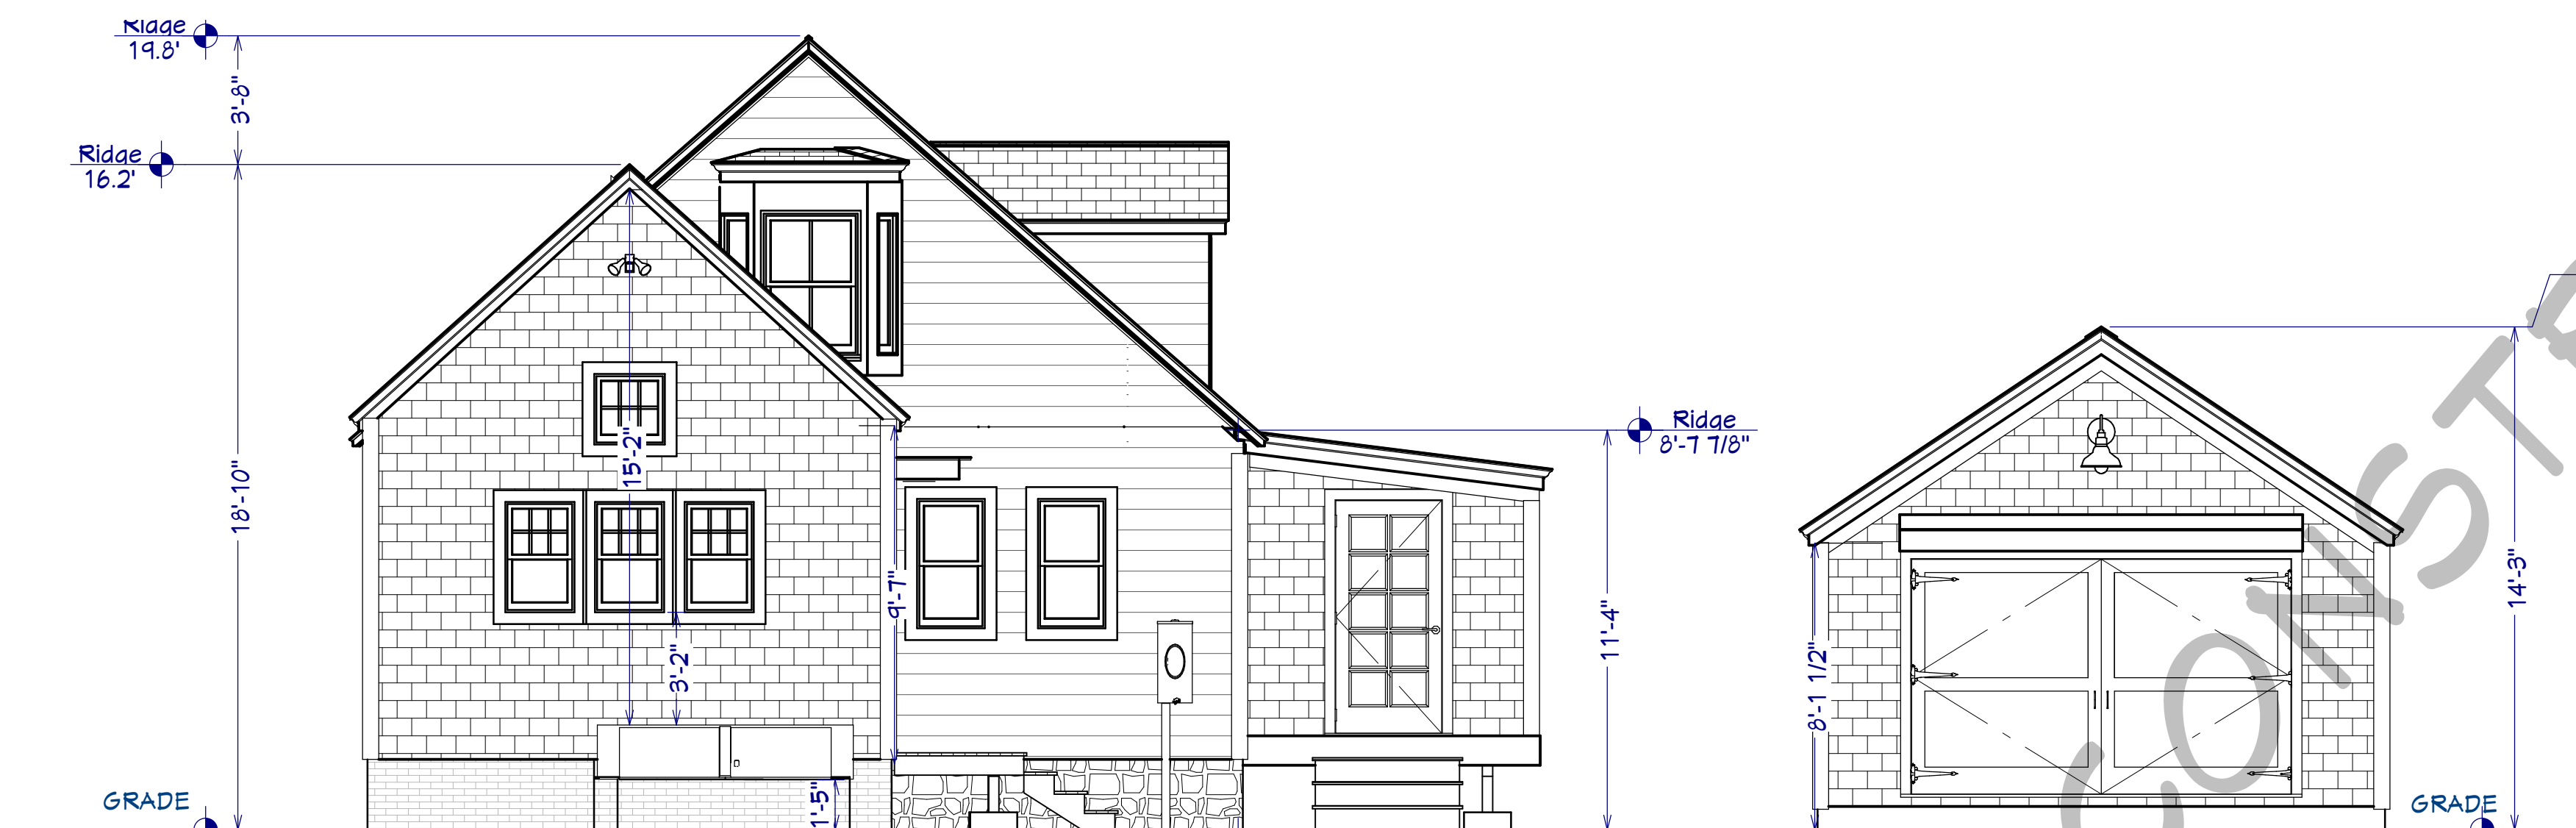 Ridge
19.8'
3'-8"
Ridge
16.2'
18'-10"
15'-2"
3'-2"
9'-7"
1'-5"
Ridge
8'-7 7/8"
11'-4"
8'-1 1/2"
14'-3"
GRADE
GRADE